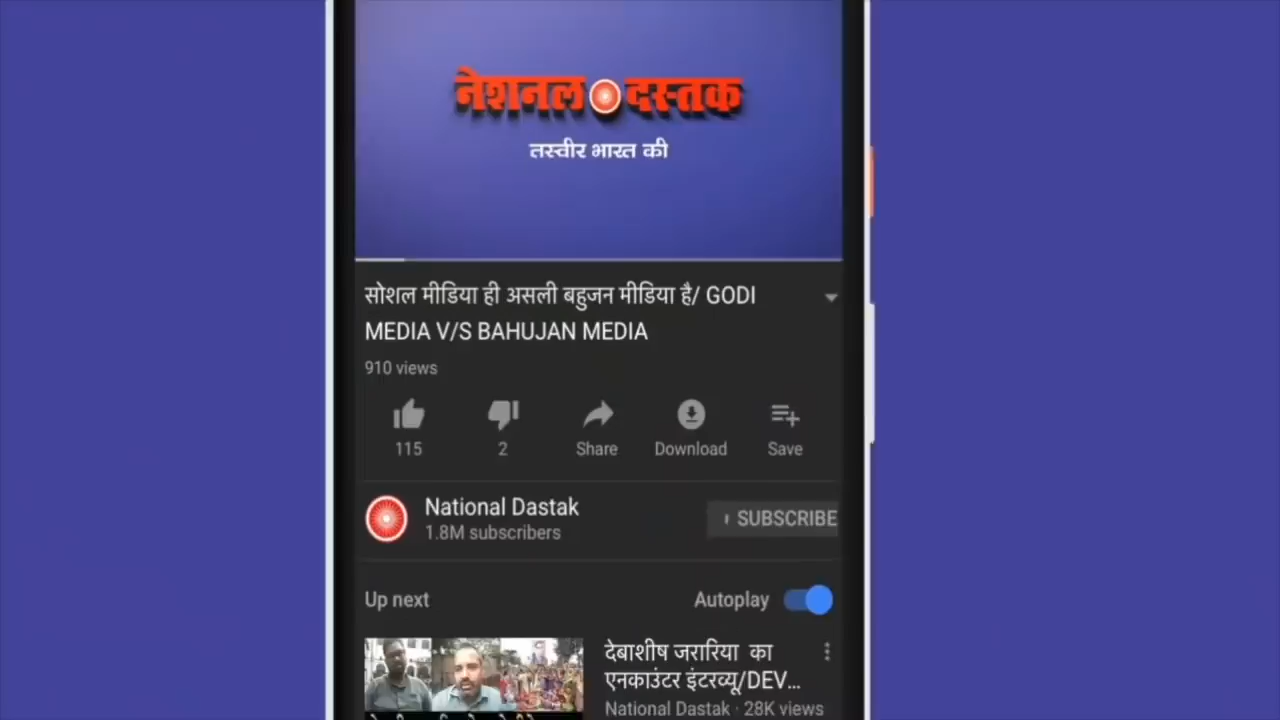 नेशनल दस्तक
तस्वीर भारत की
सोशल मीडिया ही असली बहुजन मीडिया है/ GODI
MEDIA V/S BAHUJAN MEDIA
910 views
115
2
Share
Download
Save
National Dastak
1.8M subscribers
SUBSCRIBE
Up next
Autoplay
देबाशीष जरारिया का
एनकाउंटर इंटरव्यू/DEV...
National Dastak · 28K views